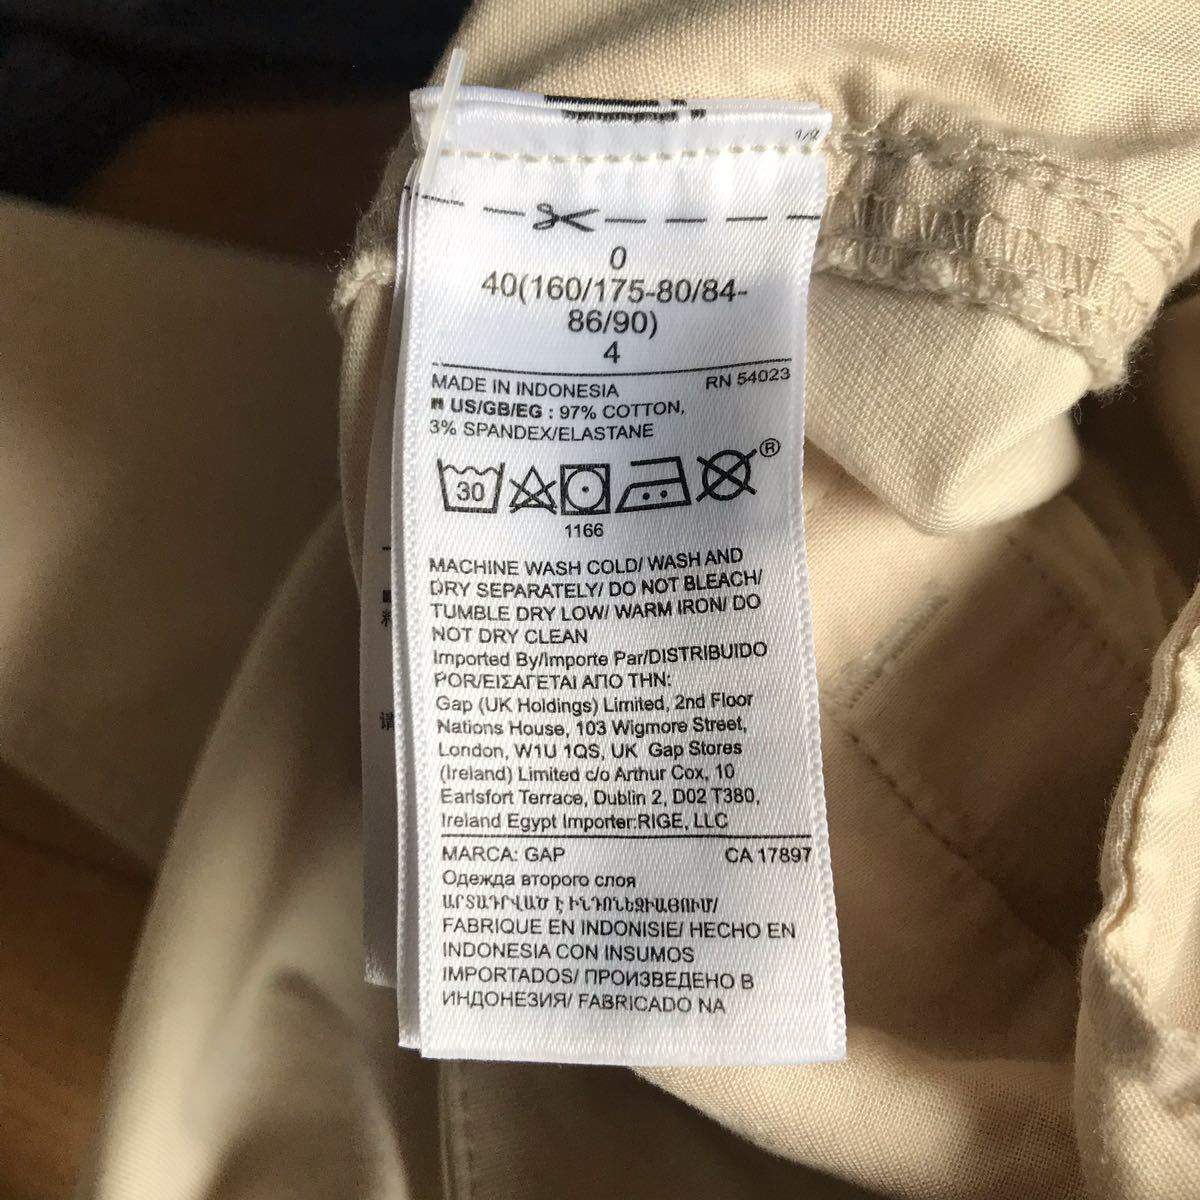 0
40(160/175-80/84-
86/90)
4
MADE IN INDONESIA RN 54023
US/GB/EG : 97% COTTON,
3% SPANDEX/ELASTANE
30 ®
1166
MACHINE WASH COLD/ WASH AND
DRY SEPARATELY/ DO NOT BLEACH/
TUMBLE DRY LOW/ WARM IRON/ DO
NOT DRY CLEAN
Imported By/Importe Par/DISTRIBUIDO
POR/ΕΙΣΑΓΕΤΑΙ ΑΠΟ ΤΗΝ:
Gap (UK Holdings) Limited, 2nd Floor
Nations House, 103 Wigmore Street,
London, W1U 1QS, UK Gap Stores
(Ireland) Limited c/o Arthur Cox, 10
Earlsfort Terrace, Dublin 2, D02 T380,
Ireland Egypt Importer:RIGE, LLC
MARCA: GAP CA 17897
Одежда второго слоя
ԱՐՏԱԴՐՎԱԾ Է ԻՆԴՈՆԵԶԻԱՅՈՒՄ/
FABRIQUE EN INDONISIE/ HECHO EN
INDONESIA CON INSUMOS
IMPORTADOS/ ПРОИЗВЕДЕНО В
ИНДОНЕЗИЯ/ FABRICADO NA